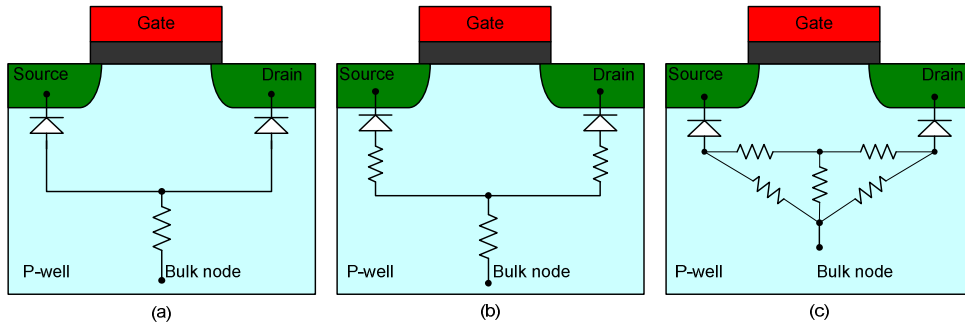 Gate
Source
Drain
P-well
Bulk node
(a)
Gate
Source
Drain
P-well
Bulk node
(b)
Gate
Source
Drain
P-well
Bulk node
(c)